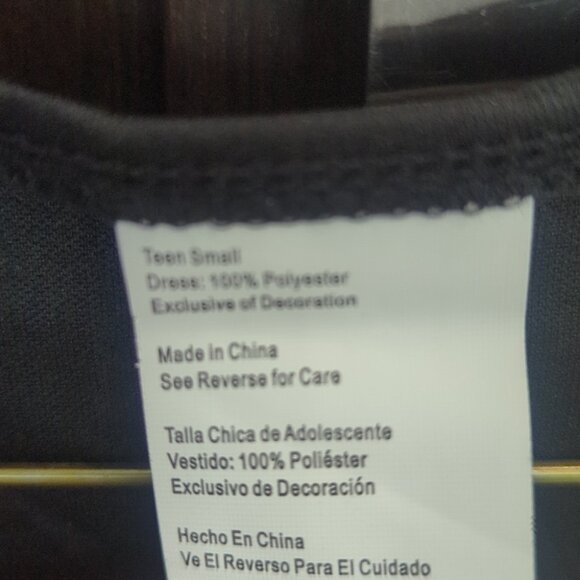 Teen Small
Dress: 100% Polyester
Exclusive of Decoration
Made in China
See Reverse for Care
Talla Chica de Adolescente
Vestido: 100% Poliéster
Exclusivo de Decoración
Hecho En China
Ve El Reverso Para El Cuidado